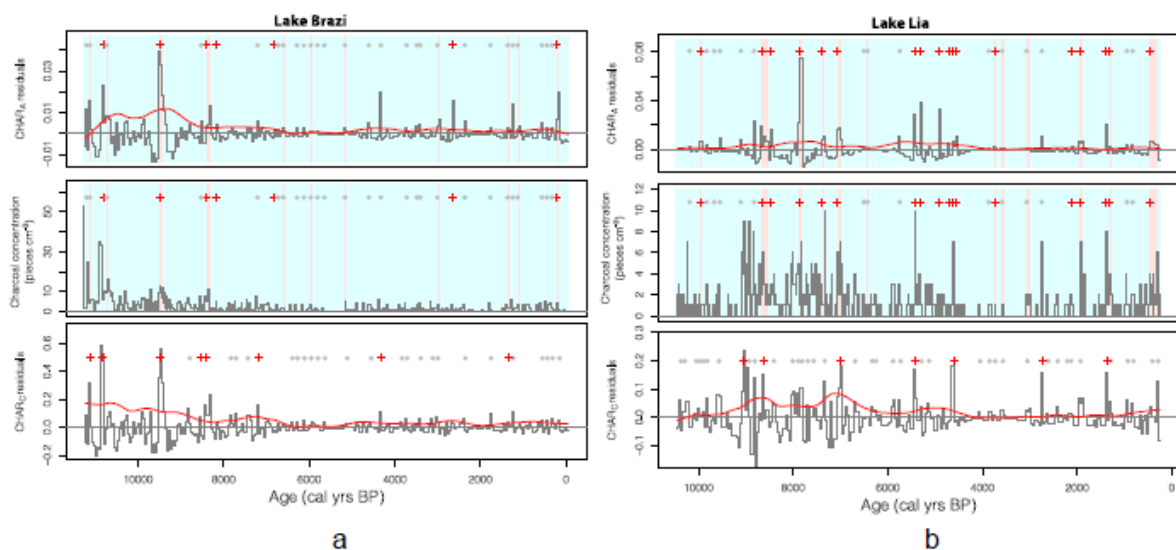 Lake Brazi
Lake Lia
CHARA residuals
0.03
0.01
-0.01
Charcoal concentration
(pieces cm⁻³)
50
30
10
0
CHARC residuals
0.6
0.4
0.2
0.0
-0.2
10000 8000 6000 4000 2000 0
Age (cal yrs BP)
a
CHARA residuals
0.08
0.04
0.00
Charcoal concentration
(pieces cm⁻³)
12
10
8
6
4
2
0
CHARC residuals
0.3
0.2
0.1
0.0
-0.1
10000 8000 6000 4000 2000 0
Age (cal yrs BP)
b